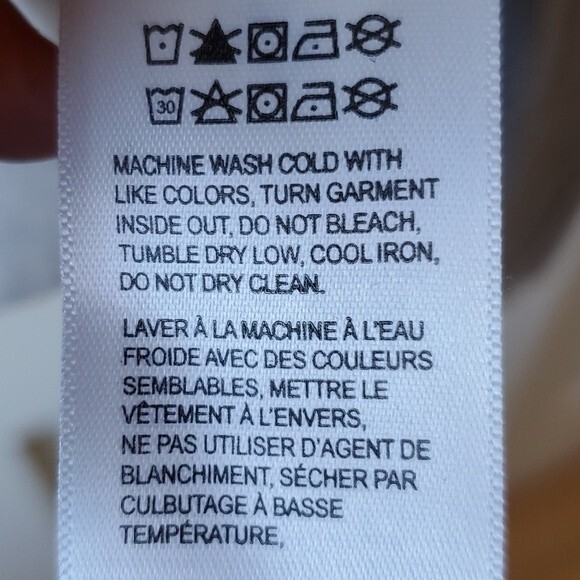 30
MACHINE WASH COLD WITH
LIKE COLORS, TURN GARMENT
INSIDE OUT, DO NOT BLEACH,
TUMBLE DRY LOW, COOL IRON,
DO NOT DRY CLEAN.
LAVER À LA MACHINE À L'EAU
FROIDE AVEC DES COULEURS
SEMBLABLES, METTRE LE
VÊTEMENT À L'ENVERS,
NE PAS UTILISER D'AGENT DE
BLANCHIMENT, SÉCHER PAR
CULBUTAGE À BASSE
TEMPÉRATURE,